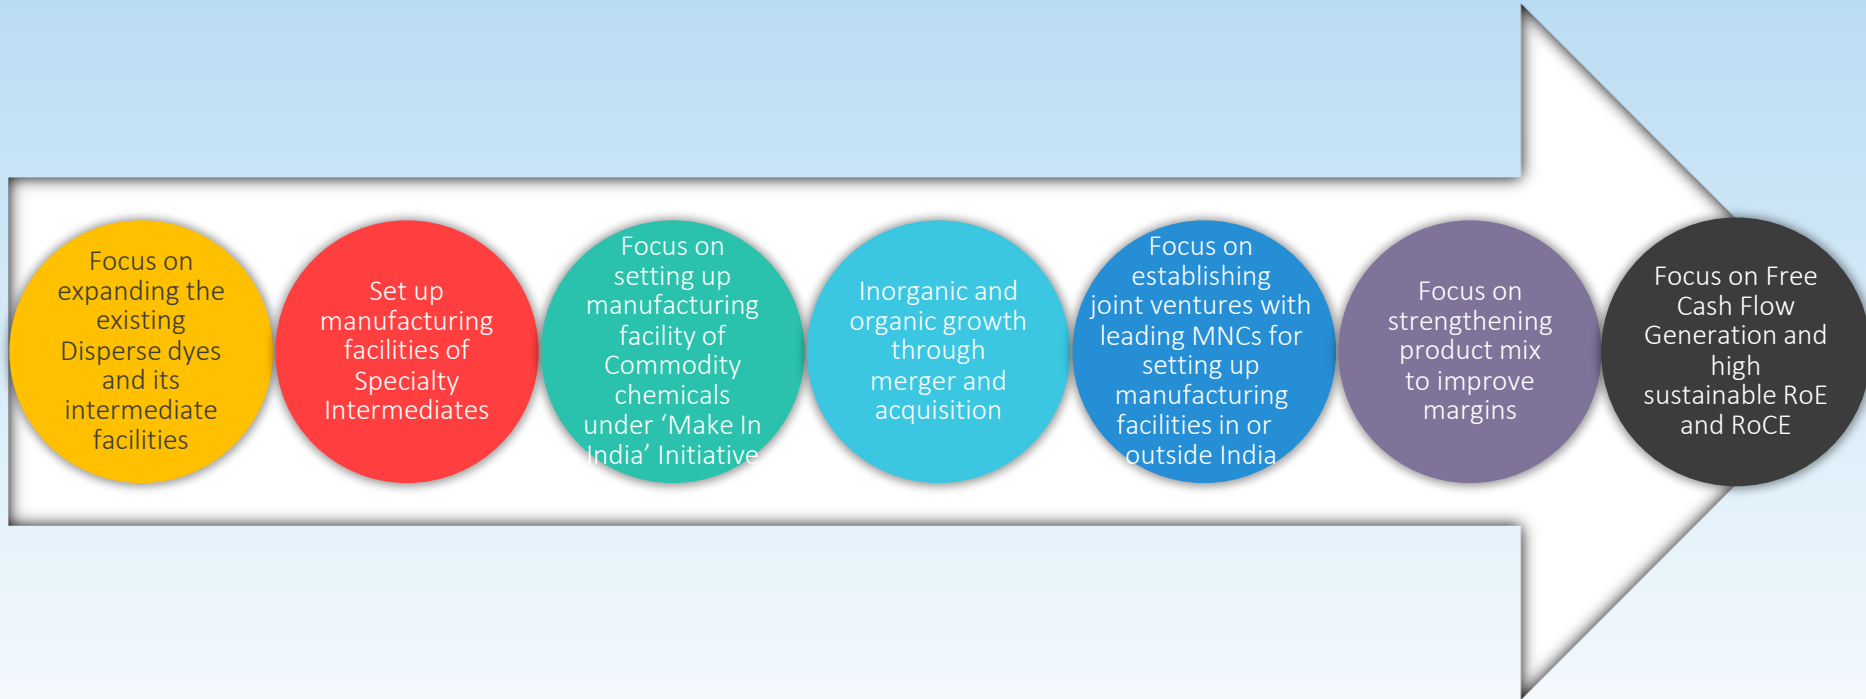 Focus on
expanding the
existing
Disperse dyes
and its
intermediate
facilities
Set up
manufacturing
facilities of
Specialty
Intermediates
Focus on
setting up
manufacturing
facility of
Commodity
chemicals
under ‘Make In
India’ Initiative
Inorganic and
organic growth
through
merger and
acquisition
Focus on
establishing
joint ventures with
leading MNCs for
setting up
manufacturing
facilities in or
outside India
Focus on
strengthening
product mix
to improve
margins
Focus on Free
Cash Flow
Generation and
high
sustainable RoE
and RoCE